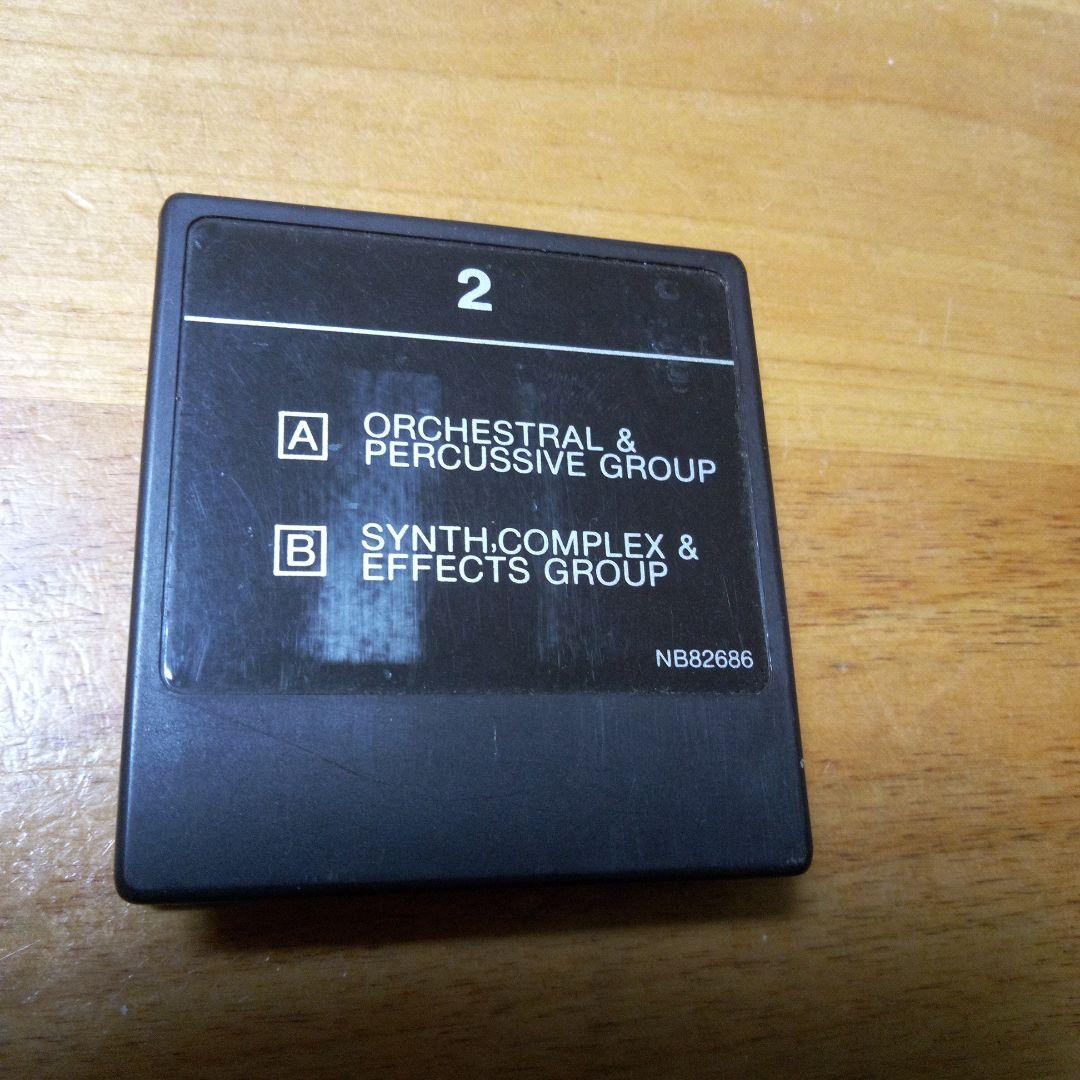 2
A ORCHESTRAL &
PERCUSSIVE GROUP
B SYNTH,COMPLEX &
EFFECTS GROUP
NB82686